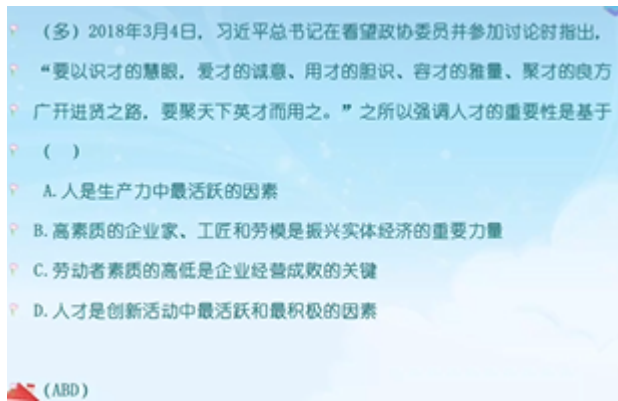 (多) 2018年3月4日，习近平总书记在看望政协委员并参加讨论时指出，
“要以识才的慧眼、爱才的诚意、用才的胆识、容才的雅量、聚才的良方
广开进贤之路，要聚天下英才而用之。”之所以强调人才的重要性是基于
( )
A.人是生产力中最活跃的因素
B.高素质的企业家、工匠和劳模是振兴实体经济的重要力量
C.劳动者素质的高低是企业经营成败的关键
D.人才是创新活动中最活跃和最积极的因素
(ABD)